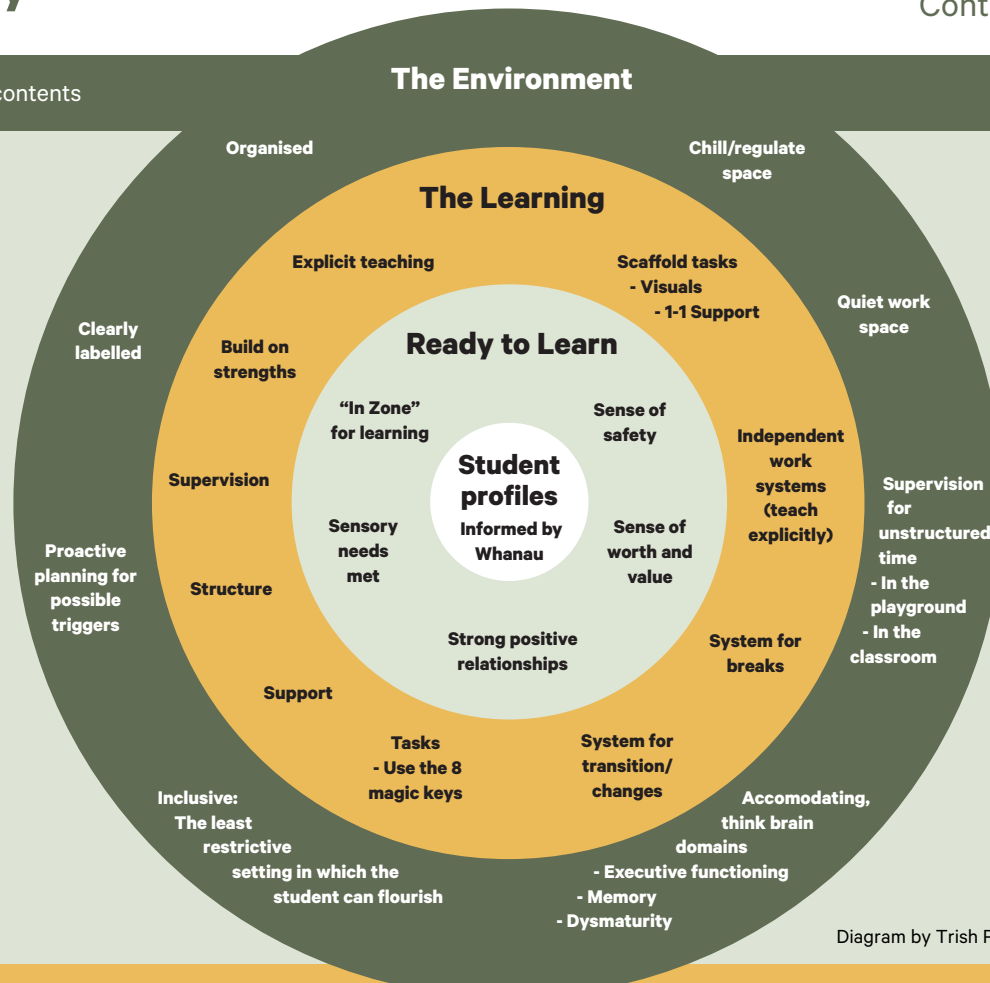 Cont
contents
The Environment
Organised
Chill/regulate
space
Clearly
labelled
Quiet work
space
Proactive
planning for
possible
triggers
Supervision
for
unstructured
time
- In the
playground
- In the
classroom
Inclusive:
The least
restrictive
setting in which the
student can flourish
Accomodating,
think brain
domains
- Executive functioning
- Memory
- Dysmaturity
The Learning
Explicit teaching
Scaffold tasks
- Visuals
- 1-1 Support
Build on
strengths
Supervision
Independent
work
systems
(teach
explicitly)
Structure
System for
breaks
Support
Tasks
- Use the 8
magic keys
System for
transition/
changes
Ready to Learn
“In Zone”
for learning
Sense of
safety
Sensory
needs
met
Sense of
worth and
value
Strong positive
relationships
Student
profiles
Informed by
Whanau
Diagram by Trish